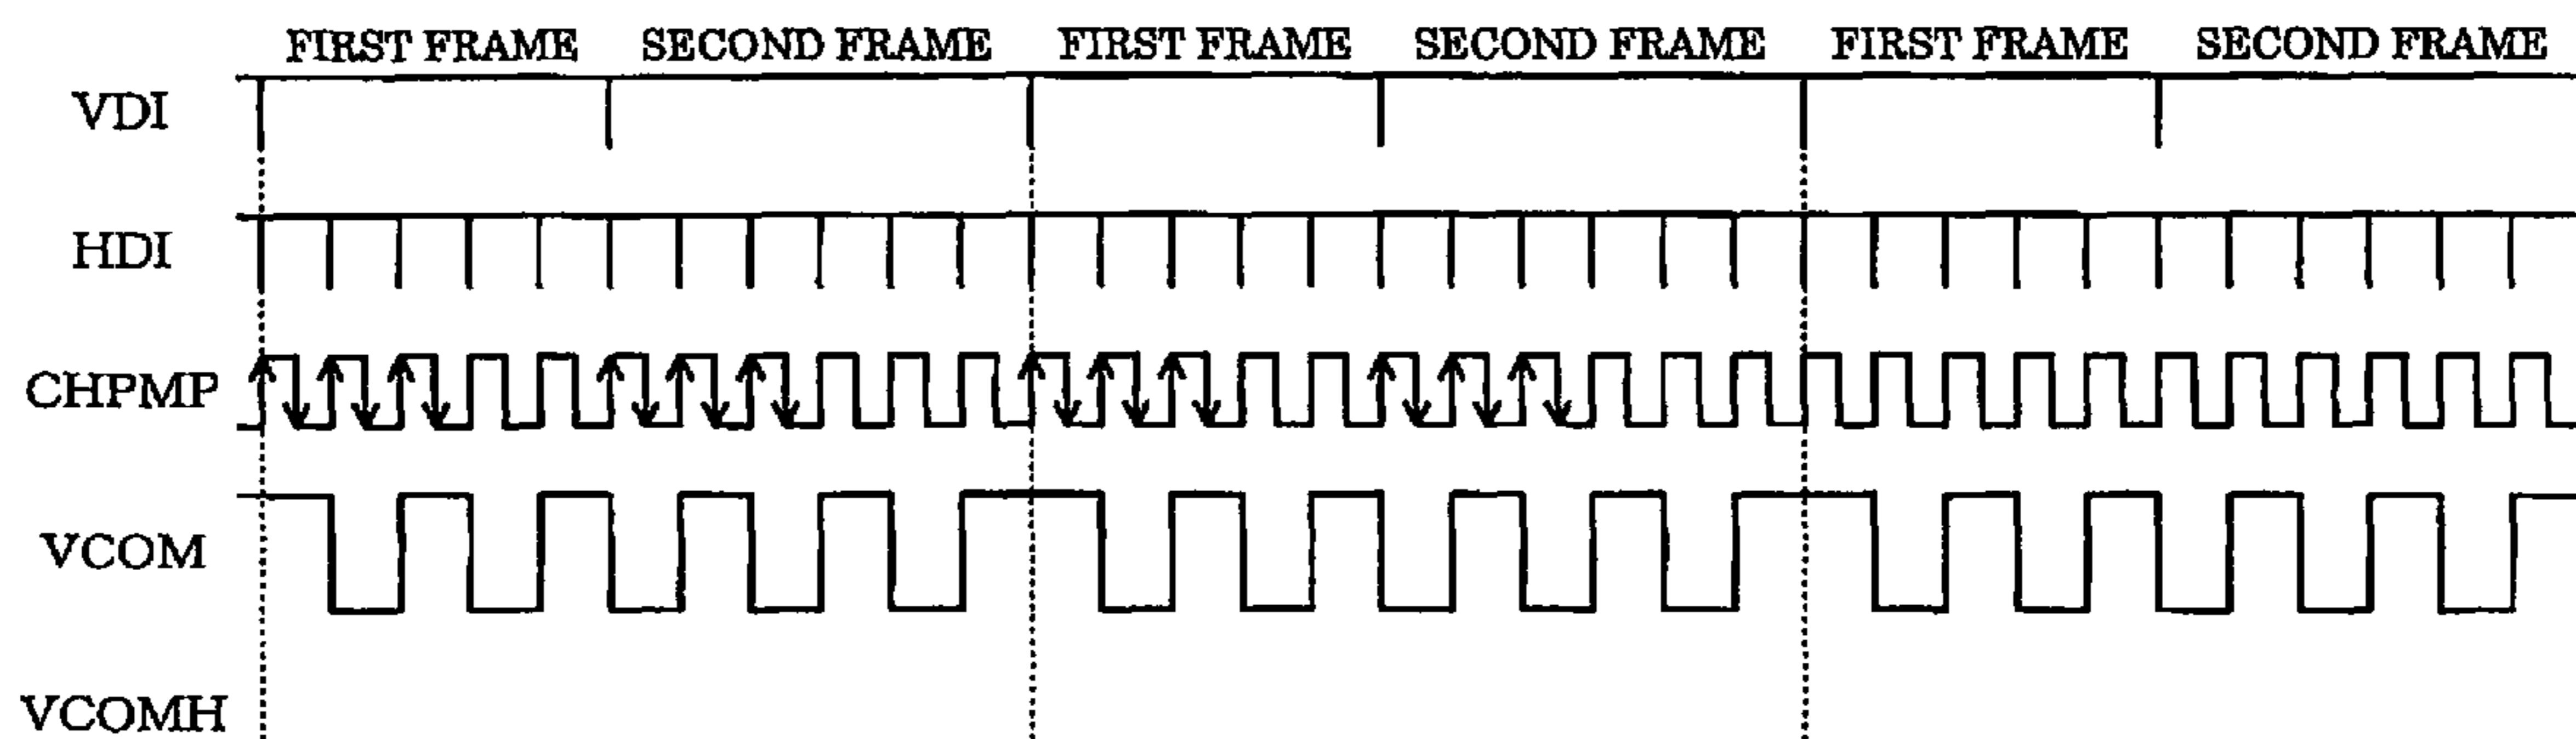 FIRST FRAME SECOND FRAME FIRST FRAME SECOND FRAME FIRST FRAME SECOND FRAME
VDI
HDI
CHPMP
VCOM
VCOMH